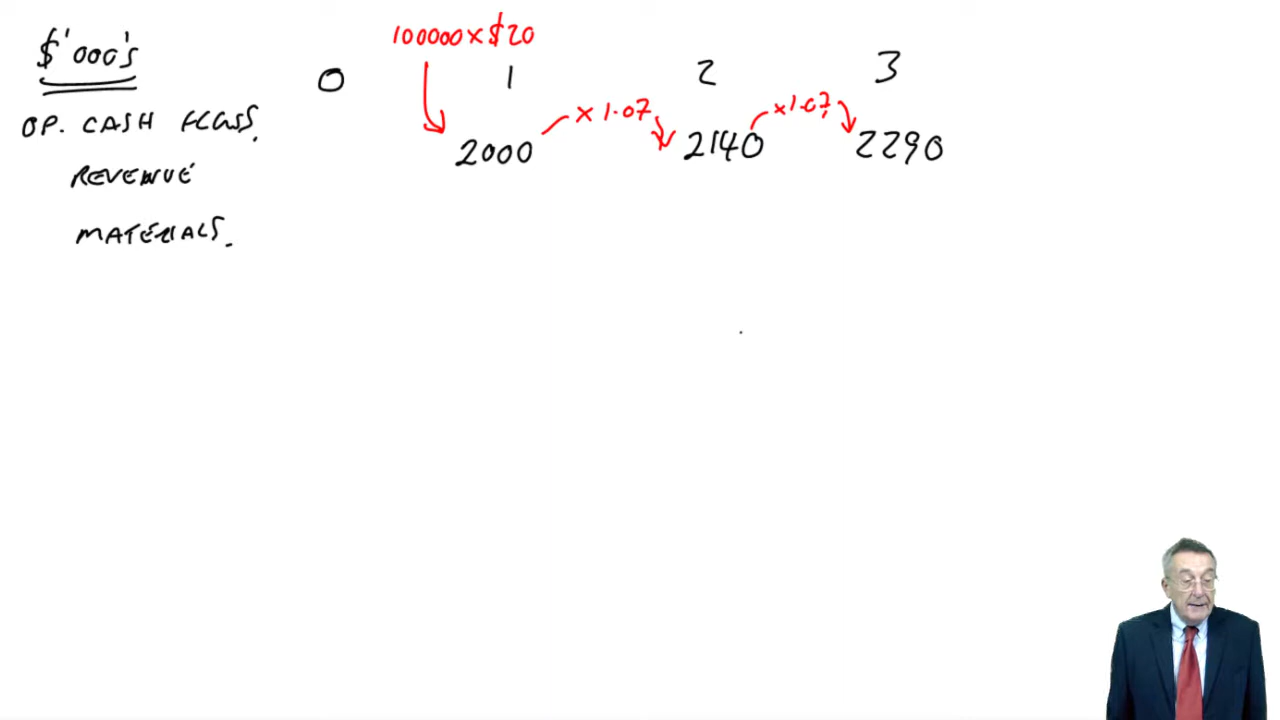 100000 x $20
$'000's
0 1 2 3
OP. CASH FLOWS.
x 1.07 x 1.07
2000 2140 2290
REVENUE
MATERIALS.